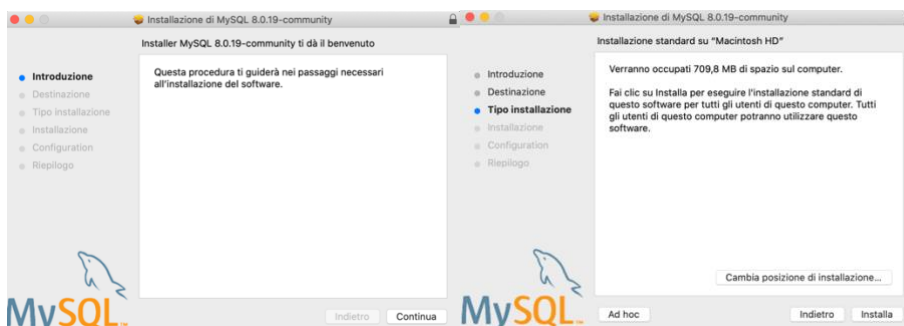 Installazione di MySQL 8.0.19-community
Installer MySQL 8.0.19-community ti dà il benvenuto
Introduzione
Destinazione
Tipo installazione
Installazione
Configuration
Riepilogo
Questa procedura ti guiderà nei passaggi necessari
all'installazione del software.
MySQL
Indietro
Continua
Installazione di MySQL 8.0.19-community
Installazione standard su "Macintosh HD"
Introduzione
Destinazione
Tipo installazione
Installazione
Configuration
Riepilogo
Verranno occupati 709,8 MB di spazio sul computer.
Fai clic su Installa per eseguire l'installazione standard di
questo software per tutti gli utenti di questo computer. Tutti
gli utenti di questo computer potranno utilizzare questo
software.
Cambia posizione di installazione...
MySQL
Ad hoc
Indietro
Installa